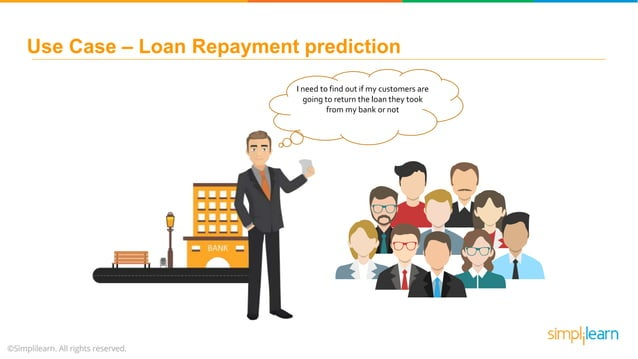 Use Case – Loan Repayment prediction
I need to find out if my customers are
going to return the loan they took
from my bank or not
BANK
simplilearn
©Simplilearn. All rights reserved.